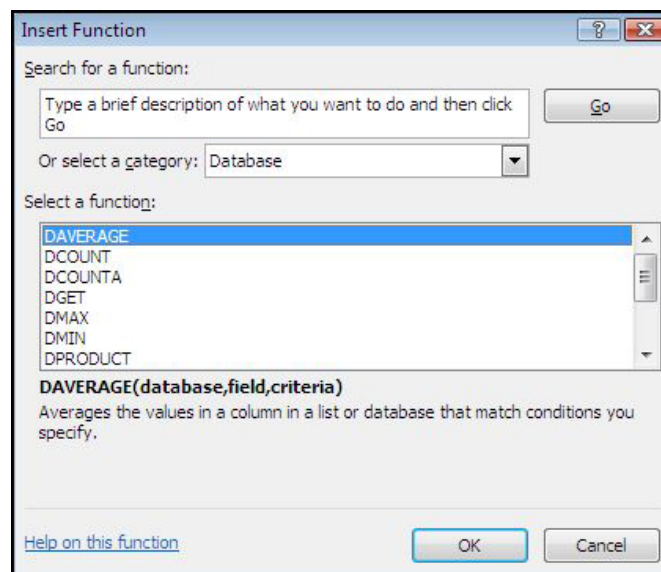 Insert Function
Search for a function:
Type a brief description of what you want to do and then click
Go
Go
Or select a category: Database
Select a function:
DAVERAGE
DCOUNT
DCOUNTA
DGET
DMAX
DMIN
DPRODUCT
DAVERAGE(database,field,criteria)
Averages the values in a column in a list or database that match conditions you
specify.
Help on this function
OK
Cancel